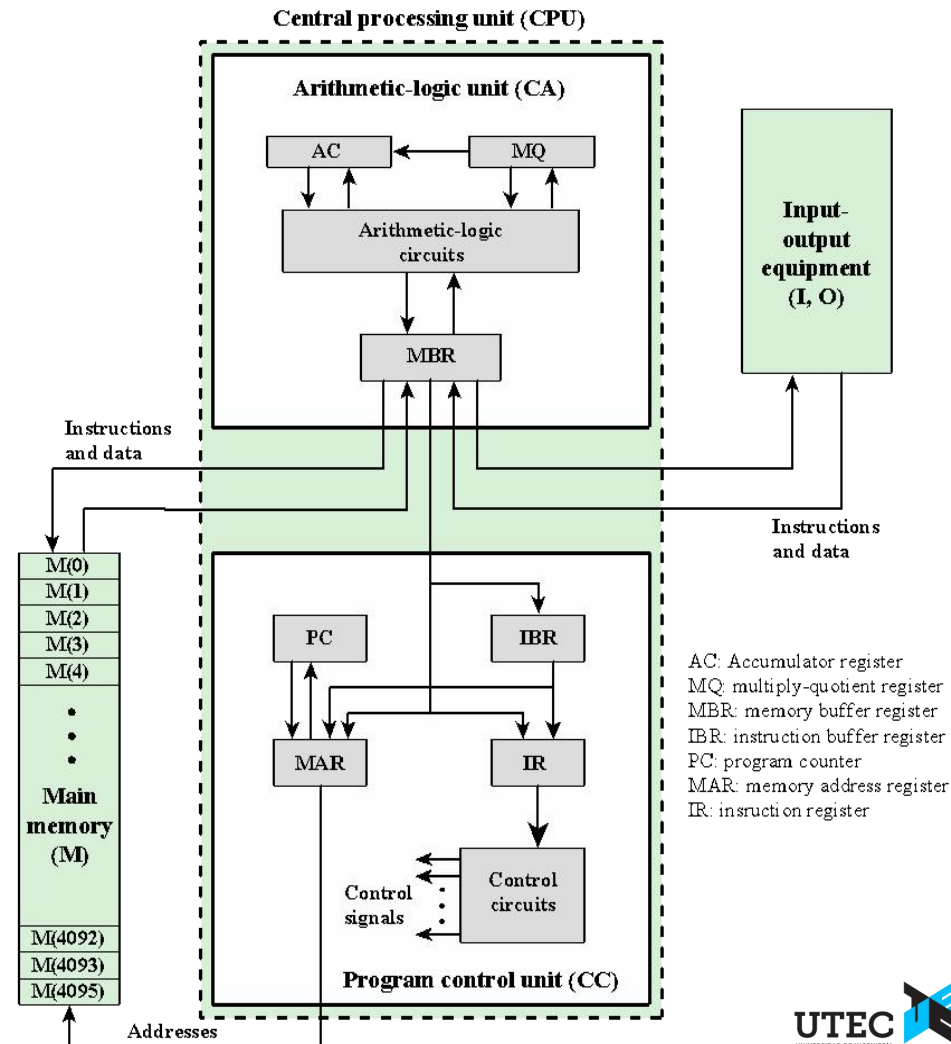 Central processing unit (CPU)
Arithmetic-logic unit (CA)
AC
MQ
Arithmetic-logic
circuits
MBR
Input-
output
equipment
(I, O)
Instructions
and data
Instructions
and data
M(0)
M(1)
M(2)
M(3)
M(4)
Main
memory
(M)
M(4092)
M(4093)
M(4095)
PC
IBR
MAR
IR
Control
signals
Control
circuits
Program control unit (CC)
Addresses
AC: Accumulator register
MQ: multiply-quotient register
MBR: memory buffer register
IBR: instruction buffer register
PC: program counter
MAR: memory address register
IR: insruction register
UTEC